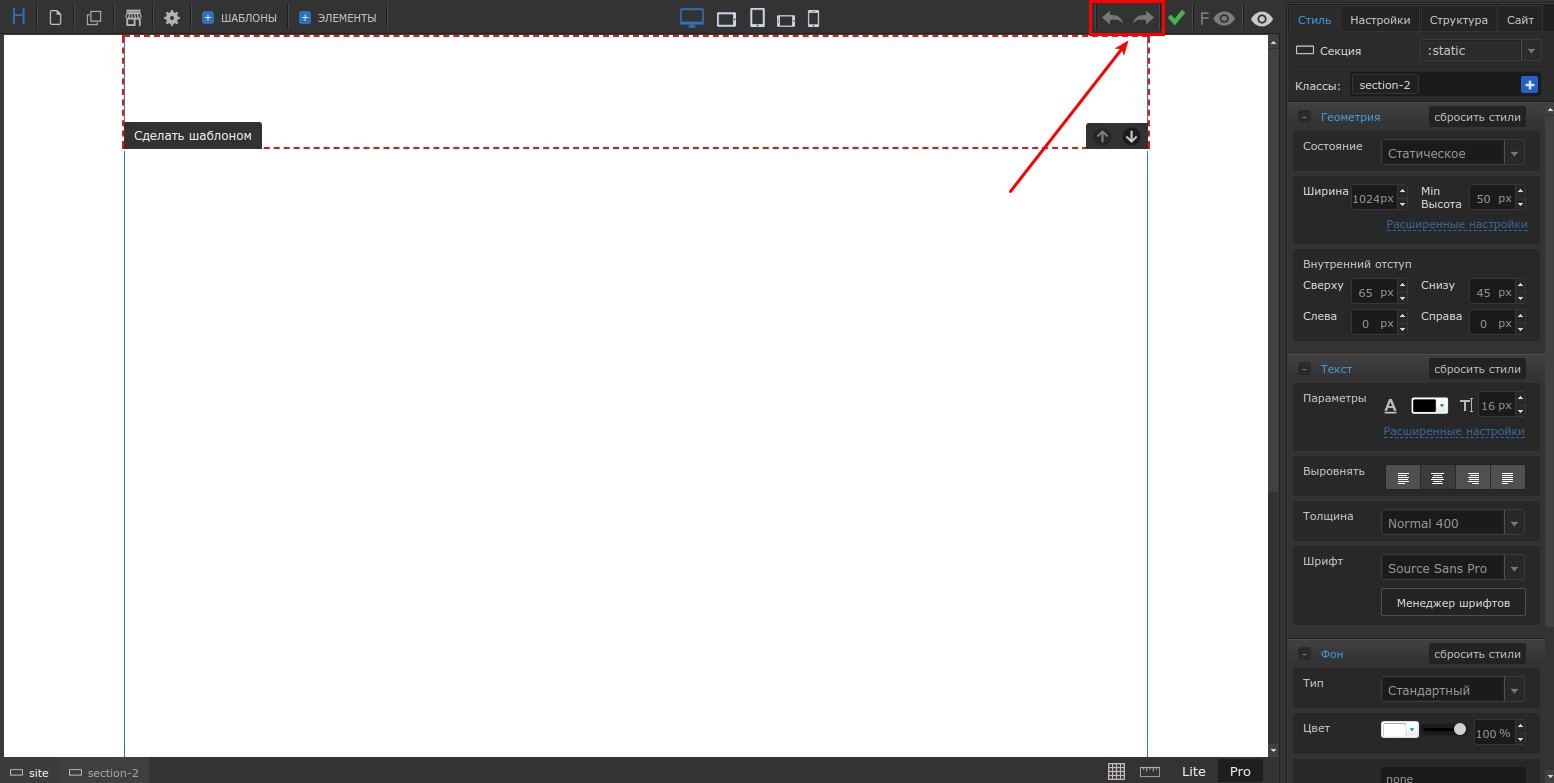 H
ШАБЛОНЫ
ЭЛЕМЕНТЫ
F
Сделать шаблоном
Стиль Настройки Структура Сайт
Секция :static
Классы: section-2
Геометрия сбросить стили
Состояние Статическое
Ширина 1024px Min Высота 50 px
Расширенные настройки
Внутренний отступ
Сверху 65 px Снизу 45 px
Слева 0 px Справа 0 px
Текст сбросить стили
Параметры A T 16 px
Расширенные настройки
Выровнять
Толщина Normal 400
Шрифт Source Sans Pro
Менеджер шрифтов
Фон сбросить стили
Тип Стандартный
Цвет 100 %
none
site section-2 Lite Pro